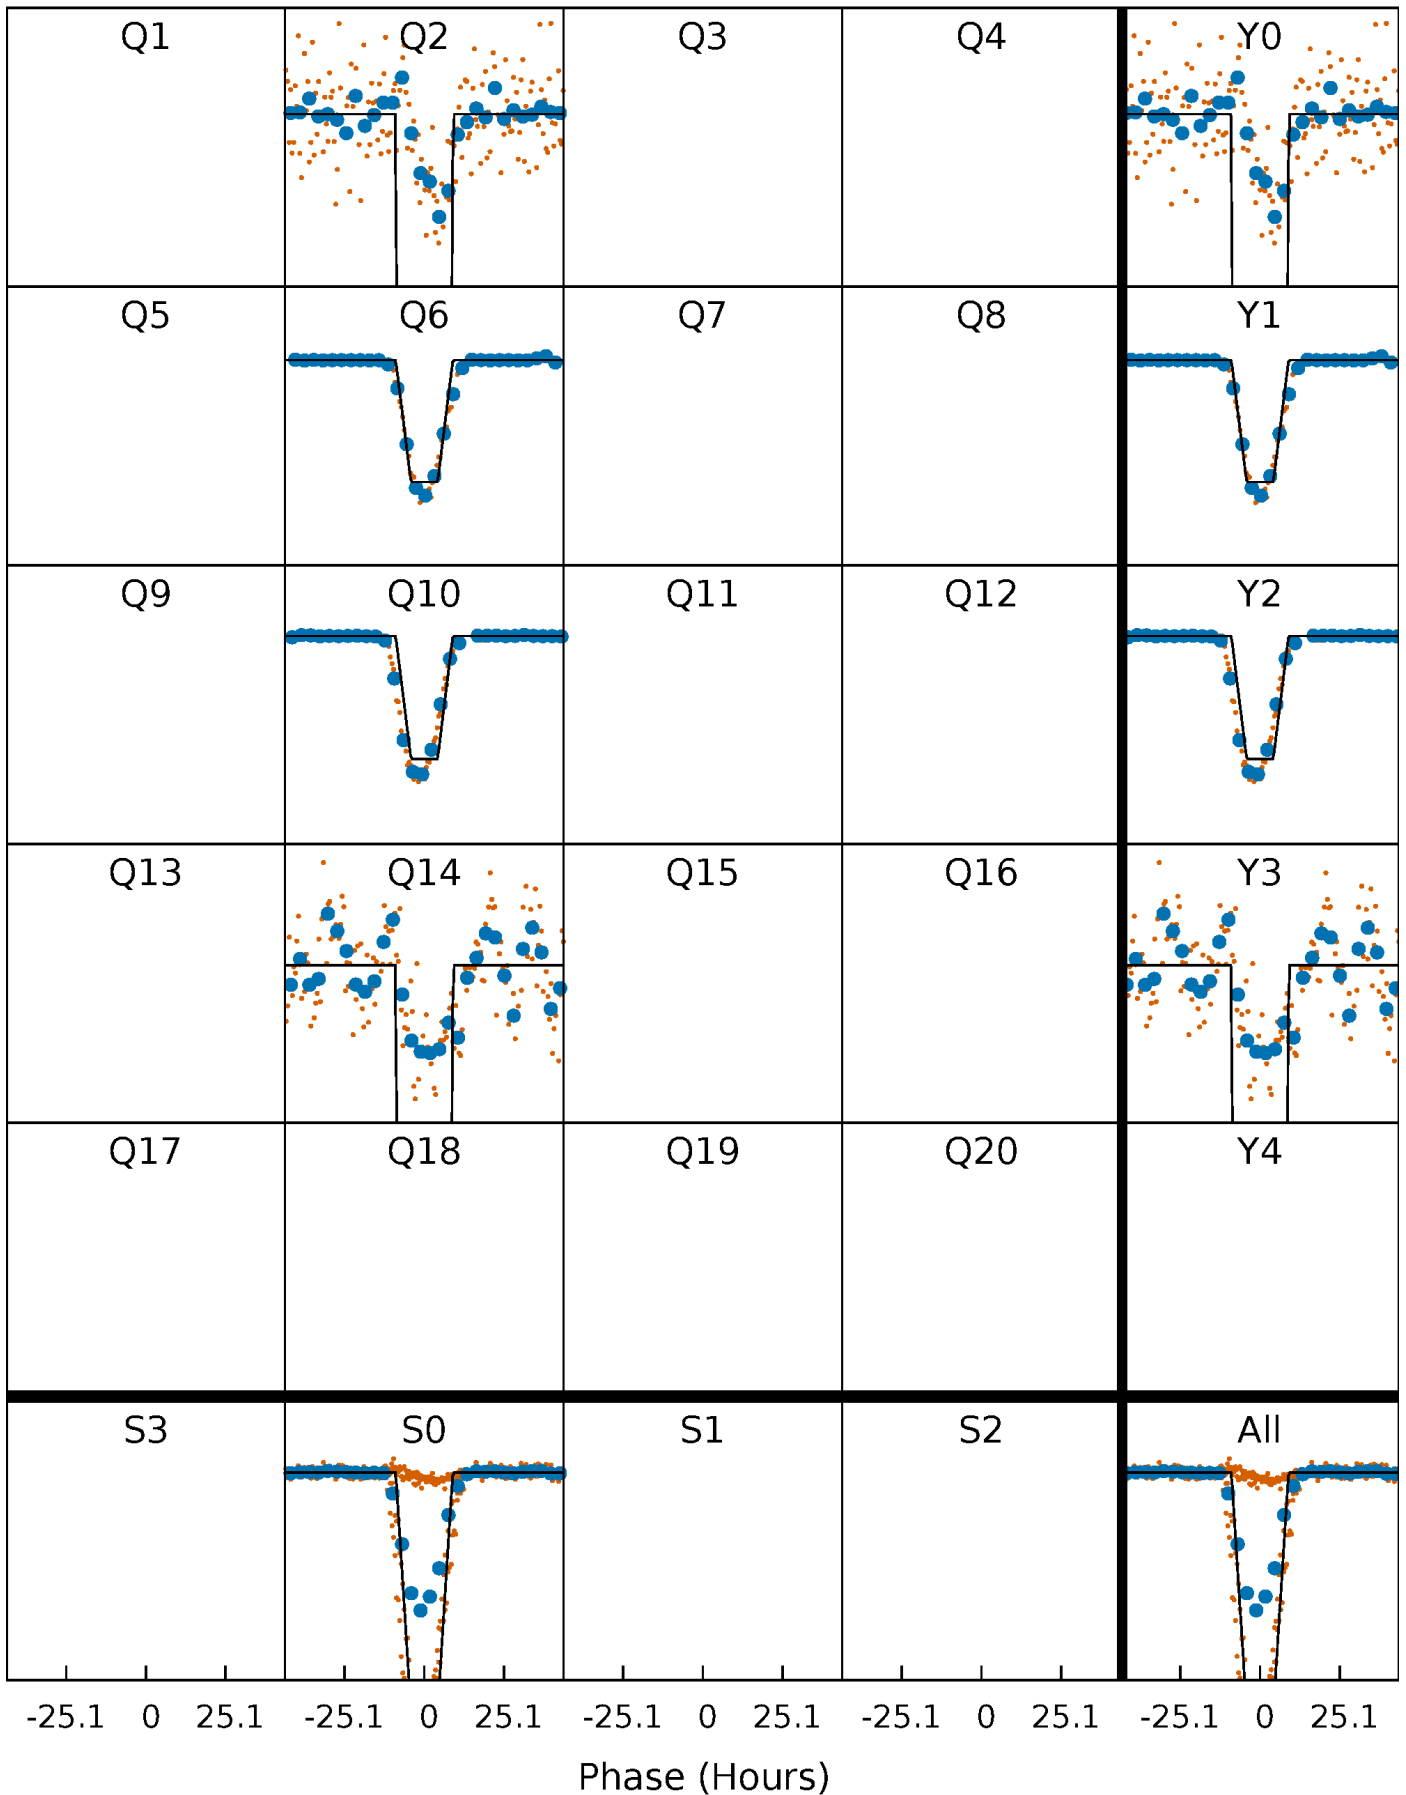 Q1 Q2 Q3 Q4 Y0
Q5 Q6 Q7 Q8 Y1
Q9 Q10 Q11 Q12 Y2
Q13 Q14 Q15 Q16 Y3
Q17 Q18 Q19 Q20 Y4
S3 S0 S1 S2 All
-25.1 0 25.1 -25.1 0 25.1 -25.1 0 25.1 -25.1 0 25.1 -25.1 0 25.1
Phase (Hours)